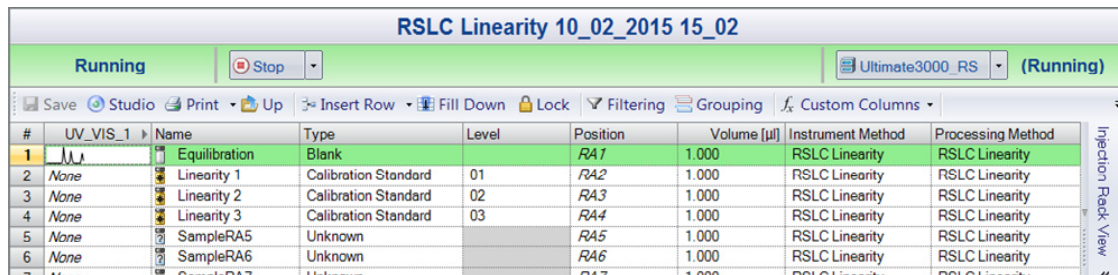 RSLC Linearity 10_02_2015 15_02
Running Stop Ultimate3000_RS (Running)
Save Studio Print Up Insert Row Fill Down Lock Filtering Grouping fx Custom Columns
# UV_VIS_1 Name Type Level Position Volume [µl] Instrument Method Processing Method
1 Equilibration Blank RA1 1.000 RSLC Linearity RSLC Linearity
2 None Linearity 1 Calibration Standard 01 RA2 1.000 RSLC Linearity RSLC Linearity
3 None Linearity 2 Calibration Standard 02 RA3 1.000 RSLC Linearity RSLC Linearity
4 None Linearity 3 Calibration Standard 03 RA4 1.000 RSLC Linearity RSLC Linearity
5 None SampleRA5 Unknown RA5 1.000 RSLC Linearity RSLC Linearity
6 None SampleRA6 Unknown RA6 1.000 RSLC Linearity RSLC Linearity
Injection Rack View